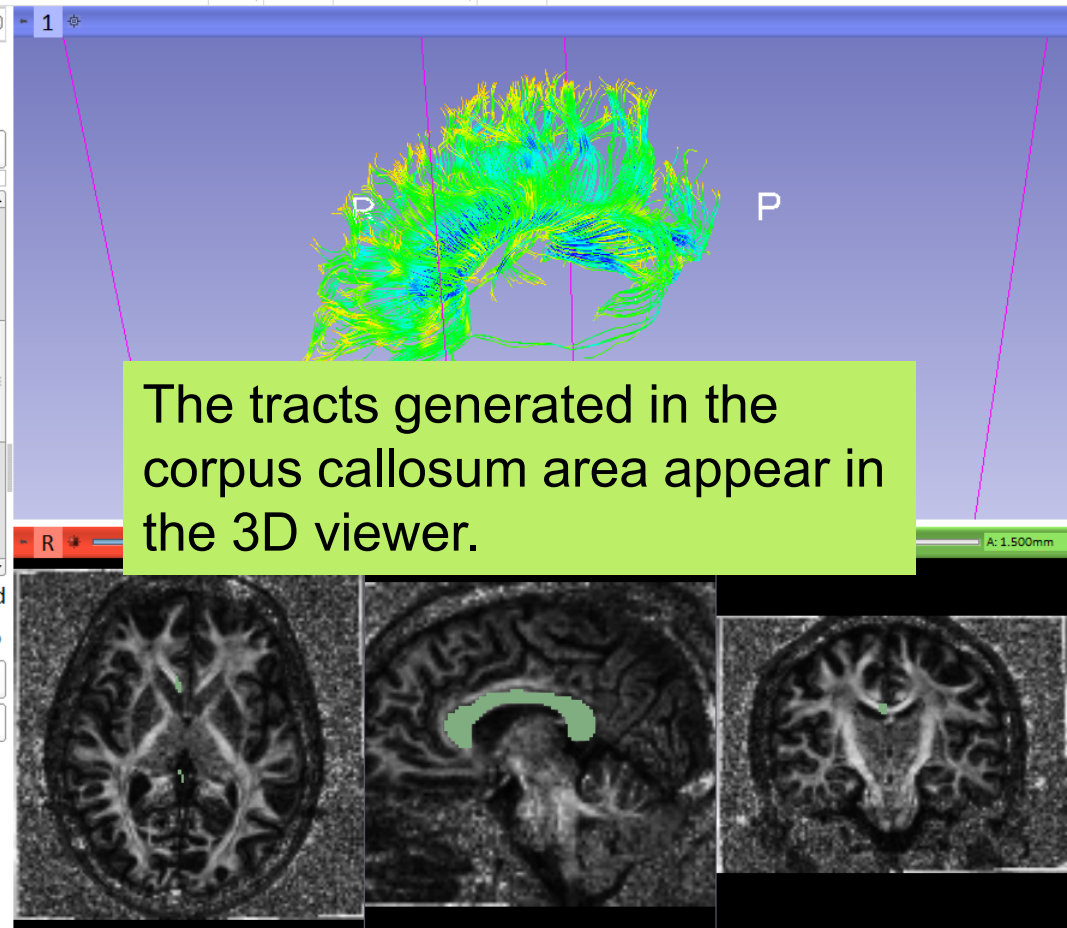 1
P
P
The tracts generated in the
corpus callosum area appear in
the 3D viewer.
R
A: 1.500mm
d